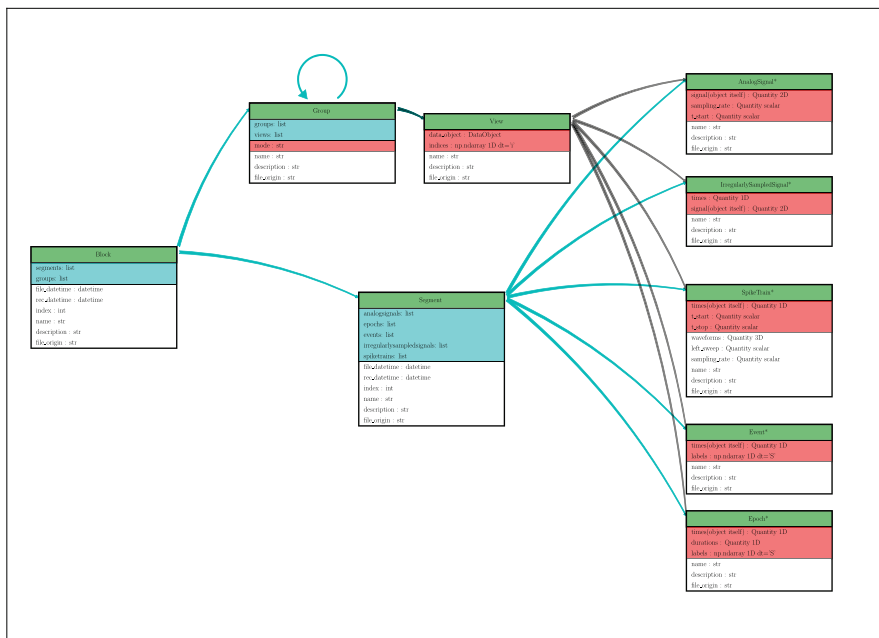 Group
groups: list
views: list
mode : str
name : str
description : str
file_origin : str
View
data_object : DataObject
indices : np.ndarray 1D dt='i'
name : str
description : str
file_origin : str
AnalogSignal*
signal(object itself) : Quantity 2D
sampling_rate : Quantity scalar
t_start : Quantity scalar
name : str
description : str
file_origin : str
IrregularlySampledSignal*
times : Quantity 1D
signal(object itself) : Quantity 2D
name : str
description : str
file_origin : str
Block
segments: list
groups: list
file_datetime : datetime
rec_datetime : datetime
index : int
name : str
description : str
file_origin : str
Segment
analogsignals: list
epochs: list
events: list
irregularlysampledsignals: list
spiketrains: list
file_datetime : datetime
rec_datetime : datetime
index : int
name : str
description : str
file_origin : str
SpikeTrain*
times(object itself) : Quantity 1D
t_start : Quantity scalar
t_stop : Quantity scalar
waveforms : Quantity 3D
left_sweep : Quantity scalar
sampling_rate : Quantity scalar
name : str
description : str
file_origin : str
Event*
times(object itself) : Quantity 1D
labels : np.ndarray 1D dt='S'
name : str
description : str
file_origin : str
Epoch*
times(object itself) : Quantity 1D
durations : Quantity 1D
labels : np.ndarray 1D dt='S'
name : str
description : str
file_origin : str